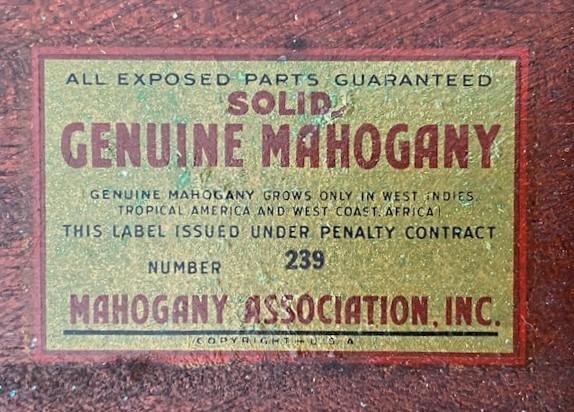 ALL EXPOSED PARTS GUARANTEED
SOLID
GENUINE MAHOGANY
(GENUINE MAHOGANY GROWS ONLY IN WEST INDIES,
TROPICAL AMERICA AND WEST COAST, AFRICA)
THIS LABEL ISSUED UNDER PENALTY CONTRACT
NUMBER 239
MAHOGANY ASSOCIATION, INC.
COPYRIGHT — U.S.A.